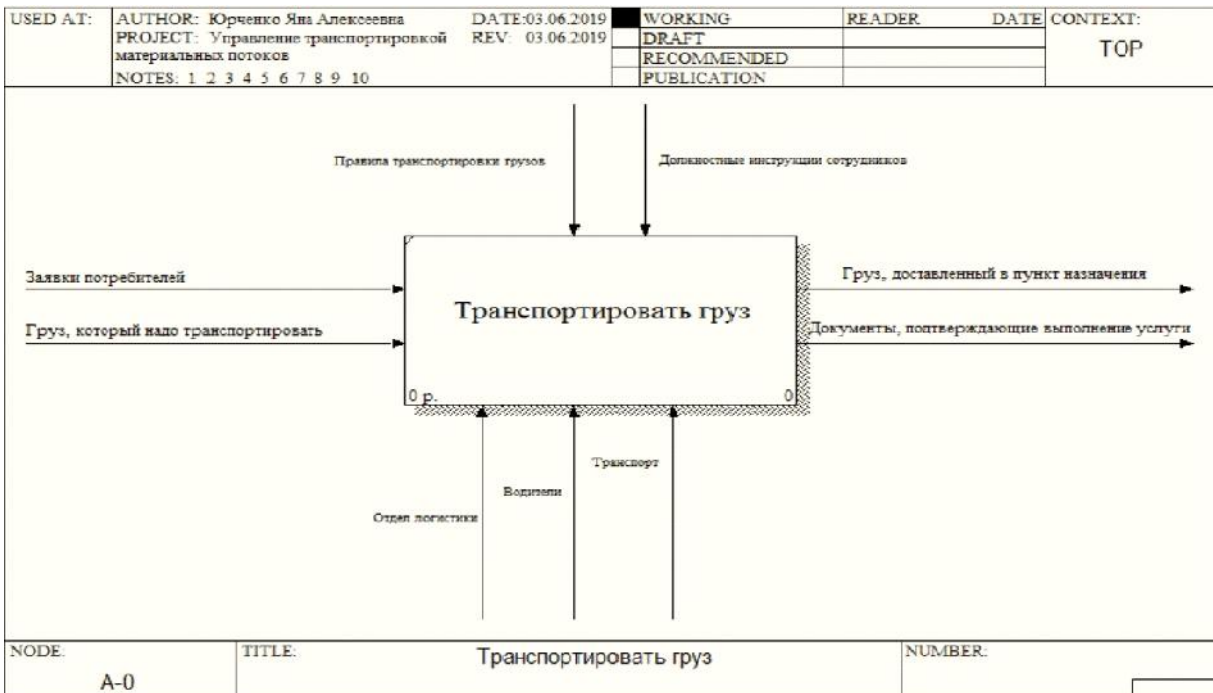 USED AT:
AUTHOR: Юрченко Яна Алексеевна
DATE:03.06.2019
PROJECT: Управление транспортировкой
REV: 03.06.2019
материальных потоков
NOTES: 1 2 3 4 5 6 7 8 9 10
WORKING
DRAFT
RECOMMENDED
PUBLICATION
READER
DATE
CONTEXT:
TOP
Правила транспортировки грузов
Должностные инструкции сотрудников
Заявки потребителей
Груз, который надо транспортировать
Транспортировать груз
0 р.
0
Груз, доставленный в пункт назначения
Документы, подтверждающие выполнение услуги
Транспорт
Водители
Отдел логистики
NODE:
A-0
TITLE:
Транспортировать груз
NUMBER: